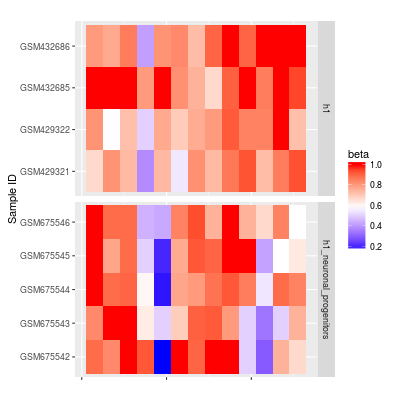 GSM432686
GSM432685
GSM429322
GSM429321
h1
GSM675546
GSM675545
GSM675544
GSM675543
GSM675542
h1_neuronal_progenitors
Sample ID
beta
1.0
0.8
0.6
0.4
0.2